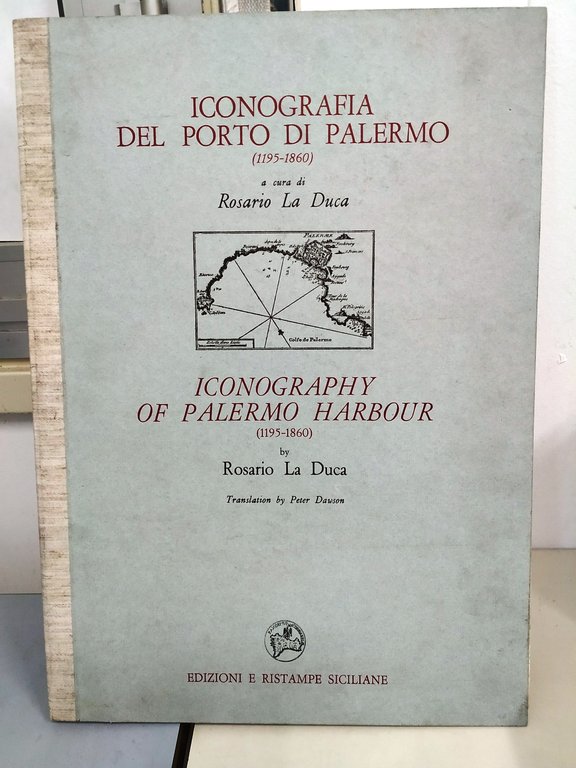 ICONOGRAFIA
DEL PORTO DI PALERMO
(1195-1860)
a cura di
Rosario La Duca
PALERME
Golfe de Palerme
ICONOGRAPHY
OF PALERMO HARBOUR
(1195-1860)
by
Rosario La Duca
Translation by Peter Dawson
EDIZIONI E RISTAMPE SICILIANE